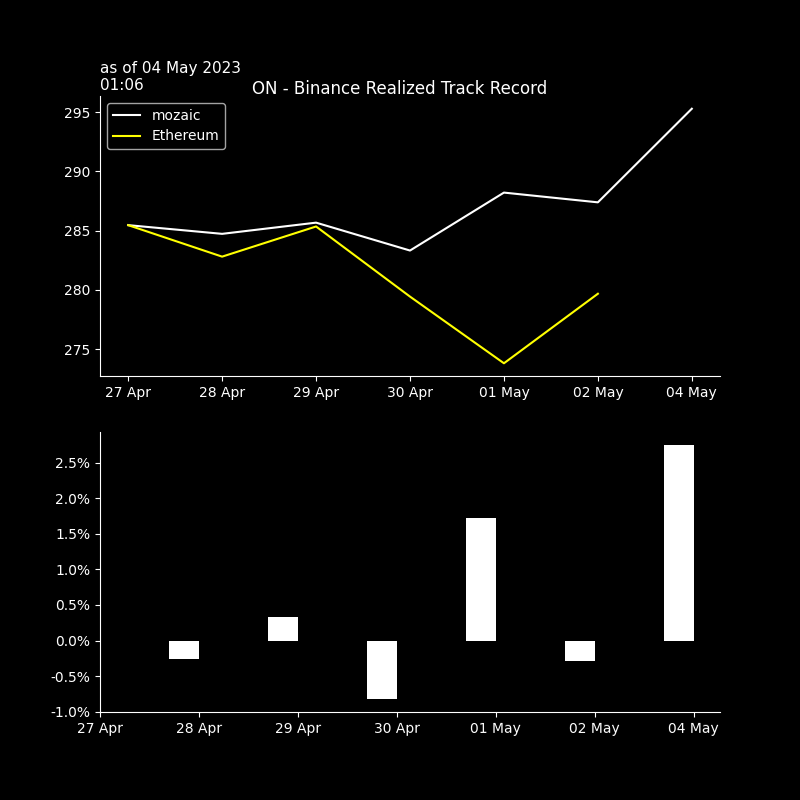 as of 04 May 2023
01:06
ON - Binance Realized Track Record
mozaic
Ethereum
295
290
285
280
275
27 Apr 28 Apr 29 Apr 30 Apr 01 May 02 May 04 May
2.5%
2.0%
1.5%
1.0%
0.5%
0.0%
-0.5%
-1.0%
27 Apr 28 Apr 29 Apr 30 Apr 01 May 02 May 04 May